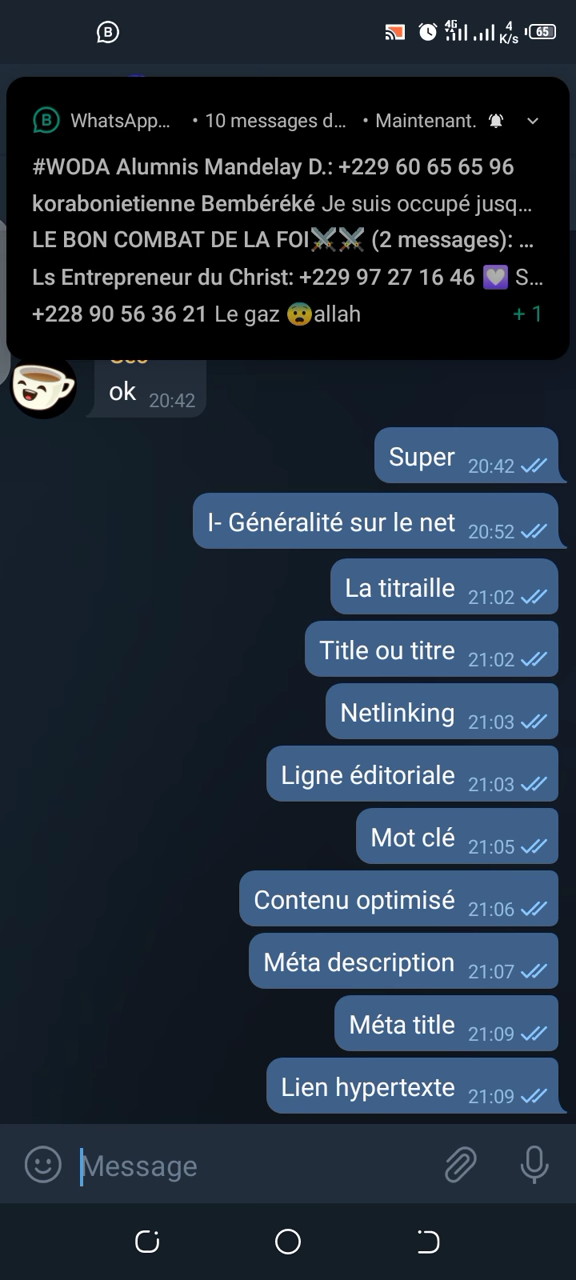 B
4G
4
K/s
65
B WhatsApp... • 10 messages d... • Maintenant.
#WODA Alumnis Mandelay D.: +229 60 65 65 96
korabonietienne Bembéréké Je suis occupé jusq...
LE BON COMBAT DE LA FOI⚔️⚔️ (2 messages): ...
Ls Entrepreneur du Christ: +229 97 27 16 46 💜 S...
+228 90 56 36 21 Le gaz 😨allah + 1
ok 20:42
Super 20:42
I- Généralité sur le net 20:52
La titraille 21:02
Title ou titre 21:02
Netlinking 21:03
Ligne éditoriale 21:03
Mot clé 21:05
Contenu optimisé 21:06
Méta description 21:07
Méta title 21:09
Lien hypertexte 21:09
Message